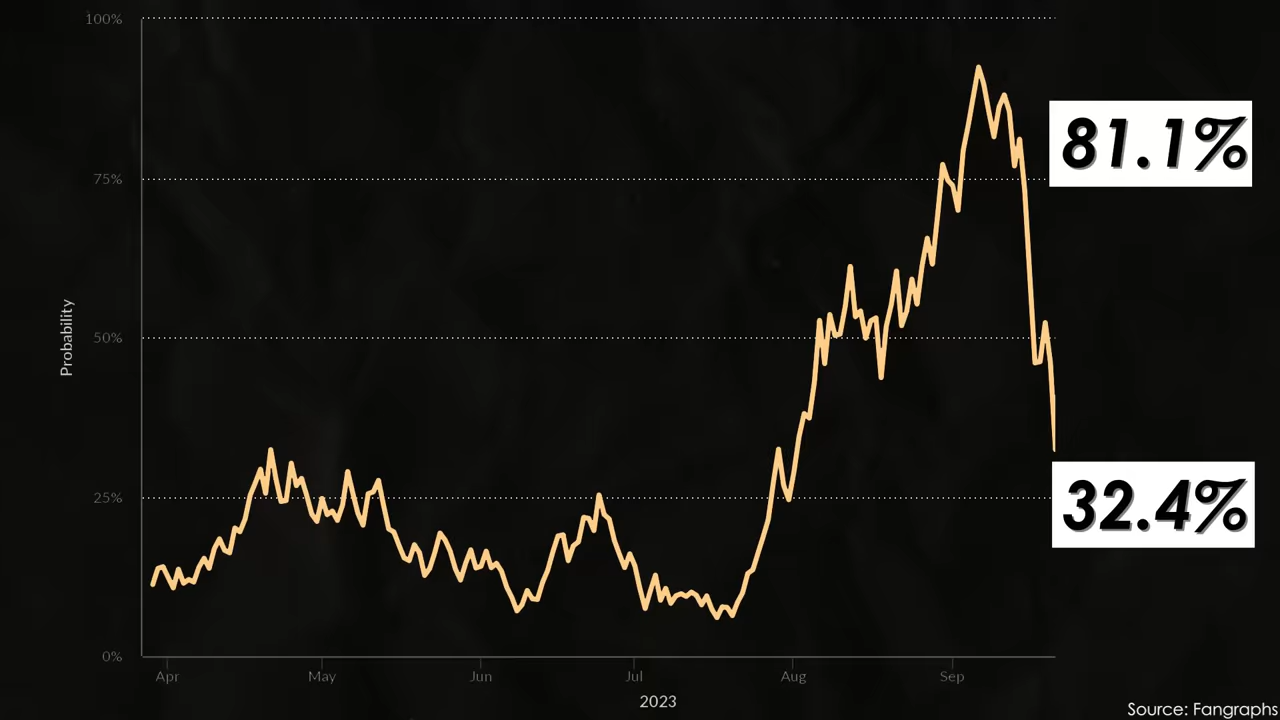 100%
81.1%
75%
Probability
50%
25%
32.4%
0%
Apr May Jun Jul Aug Sep
2023
Source: Fangraphs